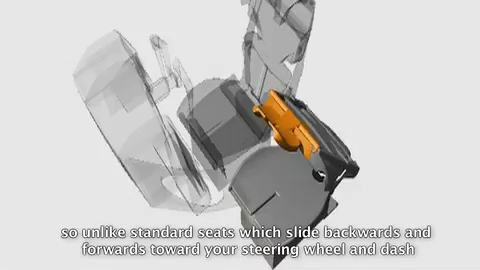 so unlike standard seats which slide backwards and
forwards toward your steering wheel and dash